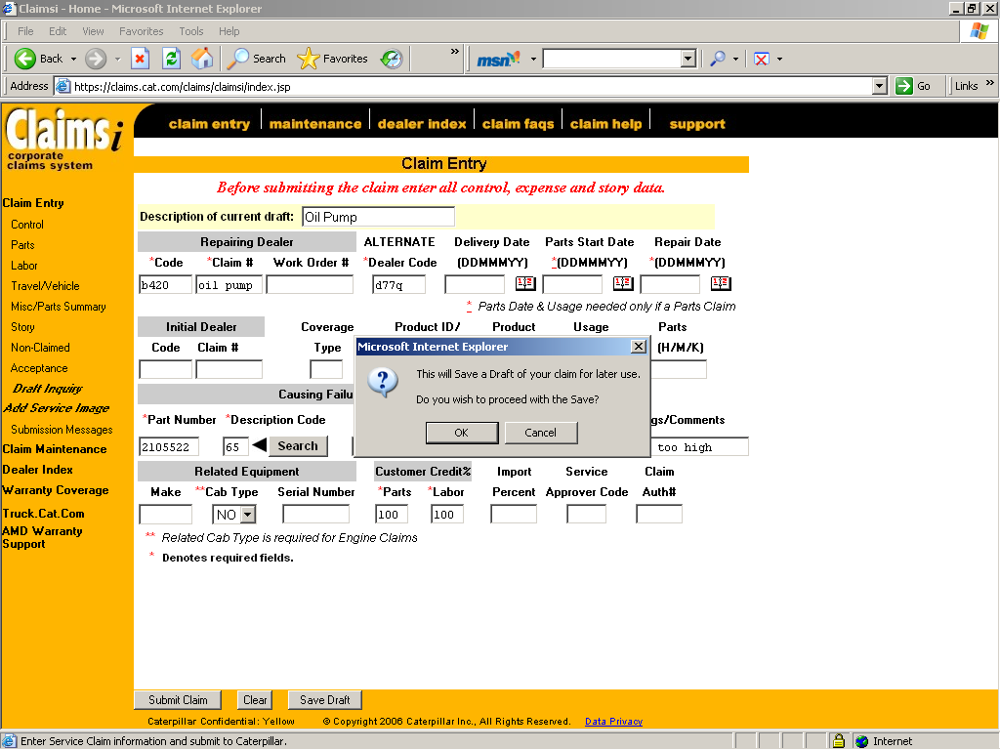 Claimsi - Home - Microsoft Internet Explorer
File Edit View Favorites Tools Help
Back Search Favorites » msn
Address https://claims.cat.com/claims/claimsi/index.jsp Go Links »
Claimsi
corporate
claims system
claim entry maintenance dealer index claim faqs claim help support
Claim Entry
Before submitting the claim enter all control, expense and story data.
Claim Entry
Control
Parts
Labor
Travel/Vehicle
Misc/Parts Summary
Story
Non-Claimed
Acceptance
Draft Inquiry
Add Service Image
Submission Messages
Claim Maintenance
Dealer Index
Warranty Coverage
Truck.Cat.Com
AMD Warranty
Support
Description of current draft: Oil Pump
Repairing Dealer ALTERNATE Delivery Date Parts Start Date Repair Date
*Code *Claim # Work Order # *Dealer Code (DDMMMYY) *(DDMMMYY) *(DDMMMYY)
b420 oil pump d77q
* Parts Date & Usage needed only if a Parts Claim
Initial Dealer Coverage Product ID/ Product Usage Parts
Code Claim # Type (H/M/K)
Microsoft Internet Explorer
This will Save a Draft of your claim for later use.
Do you wish to proceed with the Save?
OK Cancel
Causing Failu
*Part Number *Description Code gs/Comments
2105522 65 Search too high
Related Equipment Customer Credit% Import Service Claim
Make **Cab Type Serial Number *Parts *Labor Percent Approver Code Auth#
NO 100 100
** Related Cab Type is required for Engine Claims
* Denotes required fields.
Submit Claim Clear Save Draft
Caterpillar Confidential: Yellow © Copyright 2006 Caterpillar Inc., All Rights Reserved. Data Privacy
Enter Service Claim information and submit to Caterpillar. Internet